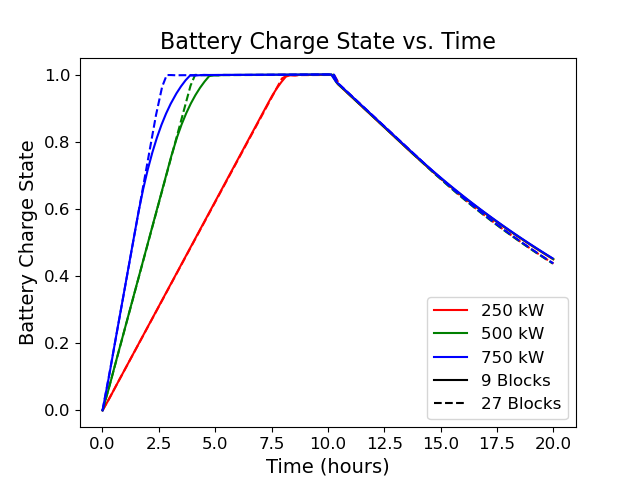 Battery Charge State vs. Time
Battery Charge State
1.0
0.8
0.6
0.4
0.2
0.0
250 kW
500 kW
750 kW
9 Blocks
27 Blocks
0.0 2.5 5.0 7.5 10.0 12.5 15.0 17.5 20.0
Time (hours)